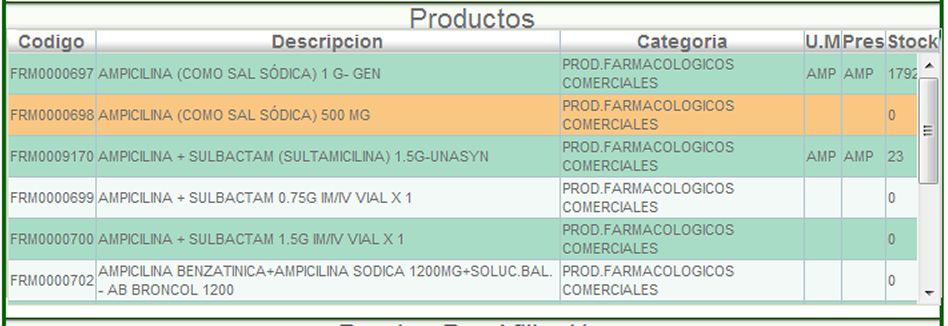 Productos
Codigo Descripcion Categoria U.M Pres Stock
FRM0000697 AMPICILINA (COMO SAL SÓDICA) 1 G- GEN PROD.FARMACOLOGICOS COMERCIALES AMP AMP 1792
FRM0000698 AMPICILINA (COMO SAL SÓDICA) 500 MG PROD.FARMACOLOGICOS COMERCIALES 0
FRM0009170 AMPICILINA + SULBACTAM (SULTAMICILINA) 1.5G-UNASYN PROD.FARMACOLOGICOS COMERCIALES AMP AMP 23
FRM0000699 AMPICILINA + SULBACTAM 0.75G IM/IV VIAL X 1 PROD.FARMACOLOGICOS COMERCIALES 0
FRM0000700 AMPICILINA + SULBACTAM 1.5G IM/IV VIAL X 1 PROD.FARMACOLOGICOS COMERCIALES 0
FRM0000702 AMPICILINA BENZATINICA+AMPICILINA SODICA 1200MG+SOLUC.BAL. - AB BRONCOL 1200 PROD.FARMACOLOGICOS COMERCIALES 0